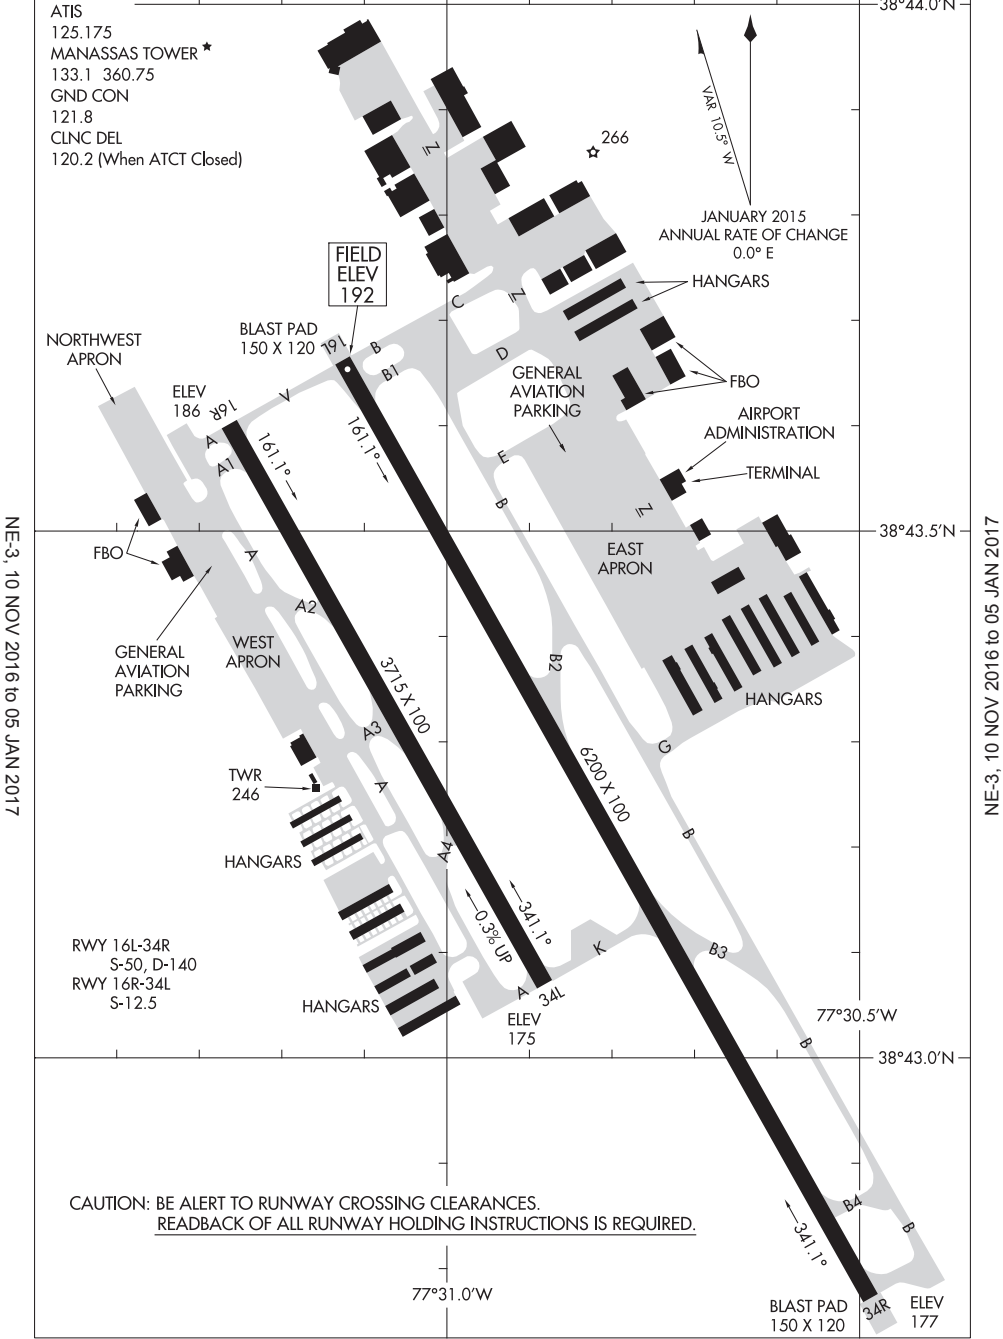 ATIS
125.175
MANASSAS TOWER★
133.1 360.75
GND CON
121.8
CLNC DEL
120.2 (When ATCT Closed)
38°44.0'N
266
VAR 10.5° W
JANUARY 2015
ANNUAL RATE OF CHANGE
0.0° E
FIELD
ELEV
192
HANGARS
C
BLAST PAD
150 X 120
16L
B
B1
D
NORTHWEST
APRON
GENERAL
AVIATION
PARKING
FBO
ELEV
186
16R
V
A
A1
161.1°
161.1°
AIRPORT
ADMINISTRATION
TERMINAL
E
B
38°43.5'N
FBO
A
A2
EAST
APRON
WEST
APRON
GENERAL
AVIATION
PARKING
B2
HANGARS
3715 X 100
A3
G
6200 X 100
TWR
246
A
B
HANGARS
A4
341.1°
0.3% UP
K
B3
RWY 16L-34R
S-50, D-140
RWY 16R-34L
S-12.5
HANGARS
A
34L
ELEV
175
77°30.5'W
B
38°43.0'N
CAUTION: BE ALERT TO RUNWAY CROSSING CLEARANCES.
READBACK OF ALL RUNWAY HOLDING INSTRUCTIONS IS REQUIRED.
B4
B
341.1°
77°31.0'W
BLAST PAD
150 X 120
34R
ELEV
177
NE-3, 10 NOV 2016 to 05 JAN 2017
NE-3, 10 NOV 2016 to 05 JAN 2017